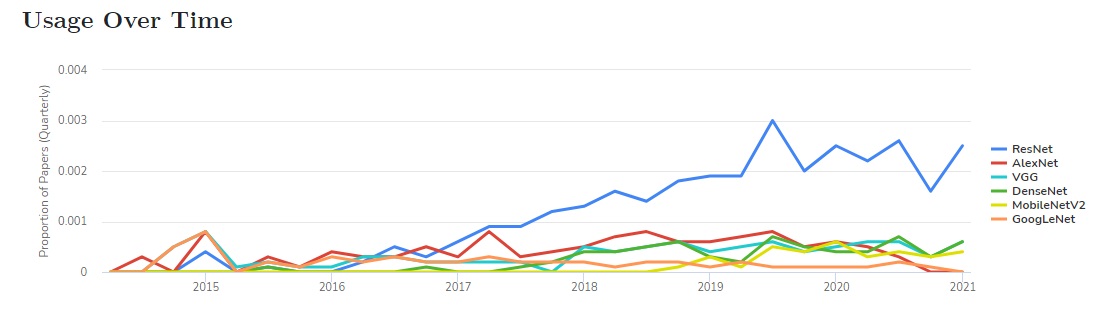 Usage Over Time
Proportion of Papers (Quarterly)
0.004
0.003
0.002
0.001
0
2015 2016 2017 2018 2019 2020 2021
ResNet
AlexNet
VGG
DenseNet
MobileNetV2
GoogLeNet